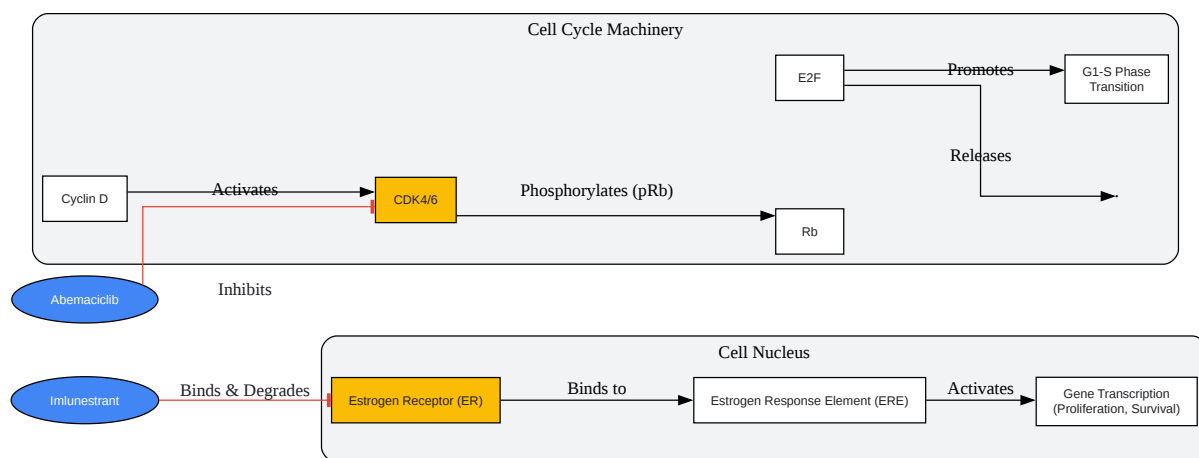 Cell Cycle Machinery
E2F
Promotes
G1-S Phase
Transition
Releases
Cyclin D
Activates
CDK4/6
Phosphorylates (pRb)
Rb
Abemaciclib
Inhibits
Cell Nucleus
Imlunestrant
Binds & Degrades
Estrogen Receptor (ER)
Binds to
Estrogen Response Element (ERE)
Activates
Gene Transcription
(Proliferation, Survival)